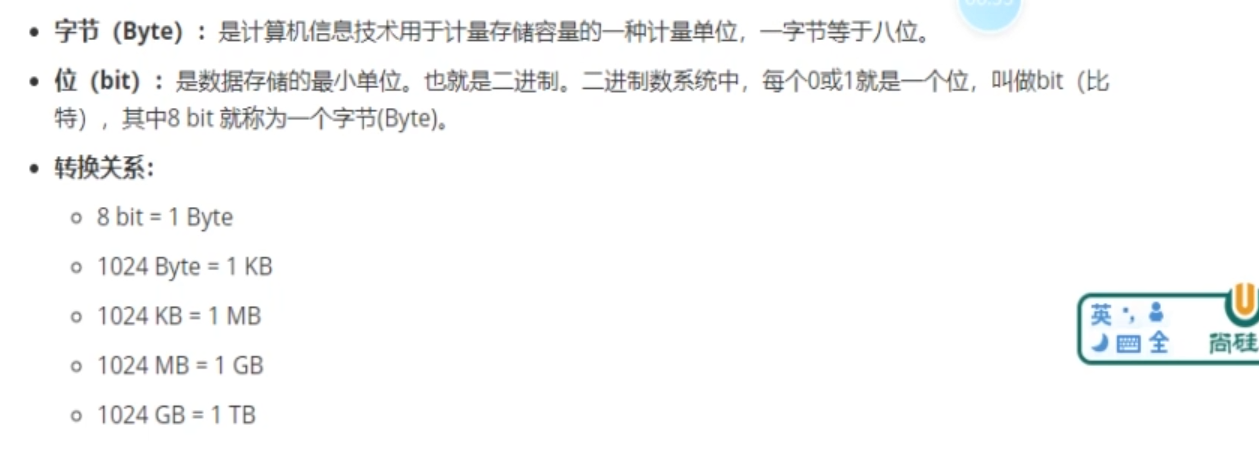 字节（Byte）：是计算机信息技术用于计量存储容量的一种计量单位，一字节等于八位。
位（bit）：是数据存储的最小单位。也就是二进制。二进制数系统中，每个0或1就是一个位，叫做bit（比
特），其中8 bit 就称为一个字节(Byte)。
转换关系：
8 bit = 1 Byte
1024 Byte = 1 KB
1024 KB = 1 MB
1024 MB = 1 GB
1024 GB = 1 TB
英
全 尚硅